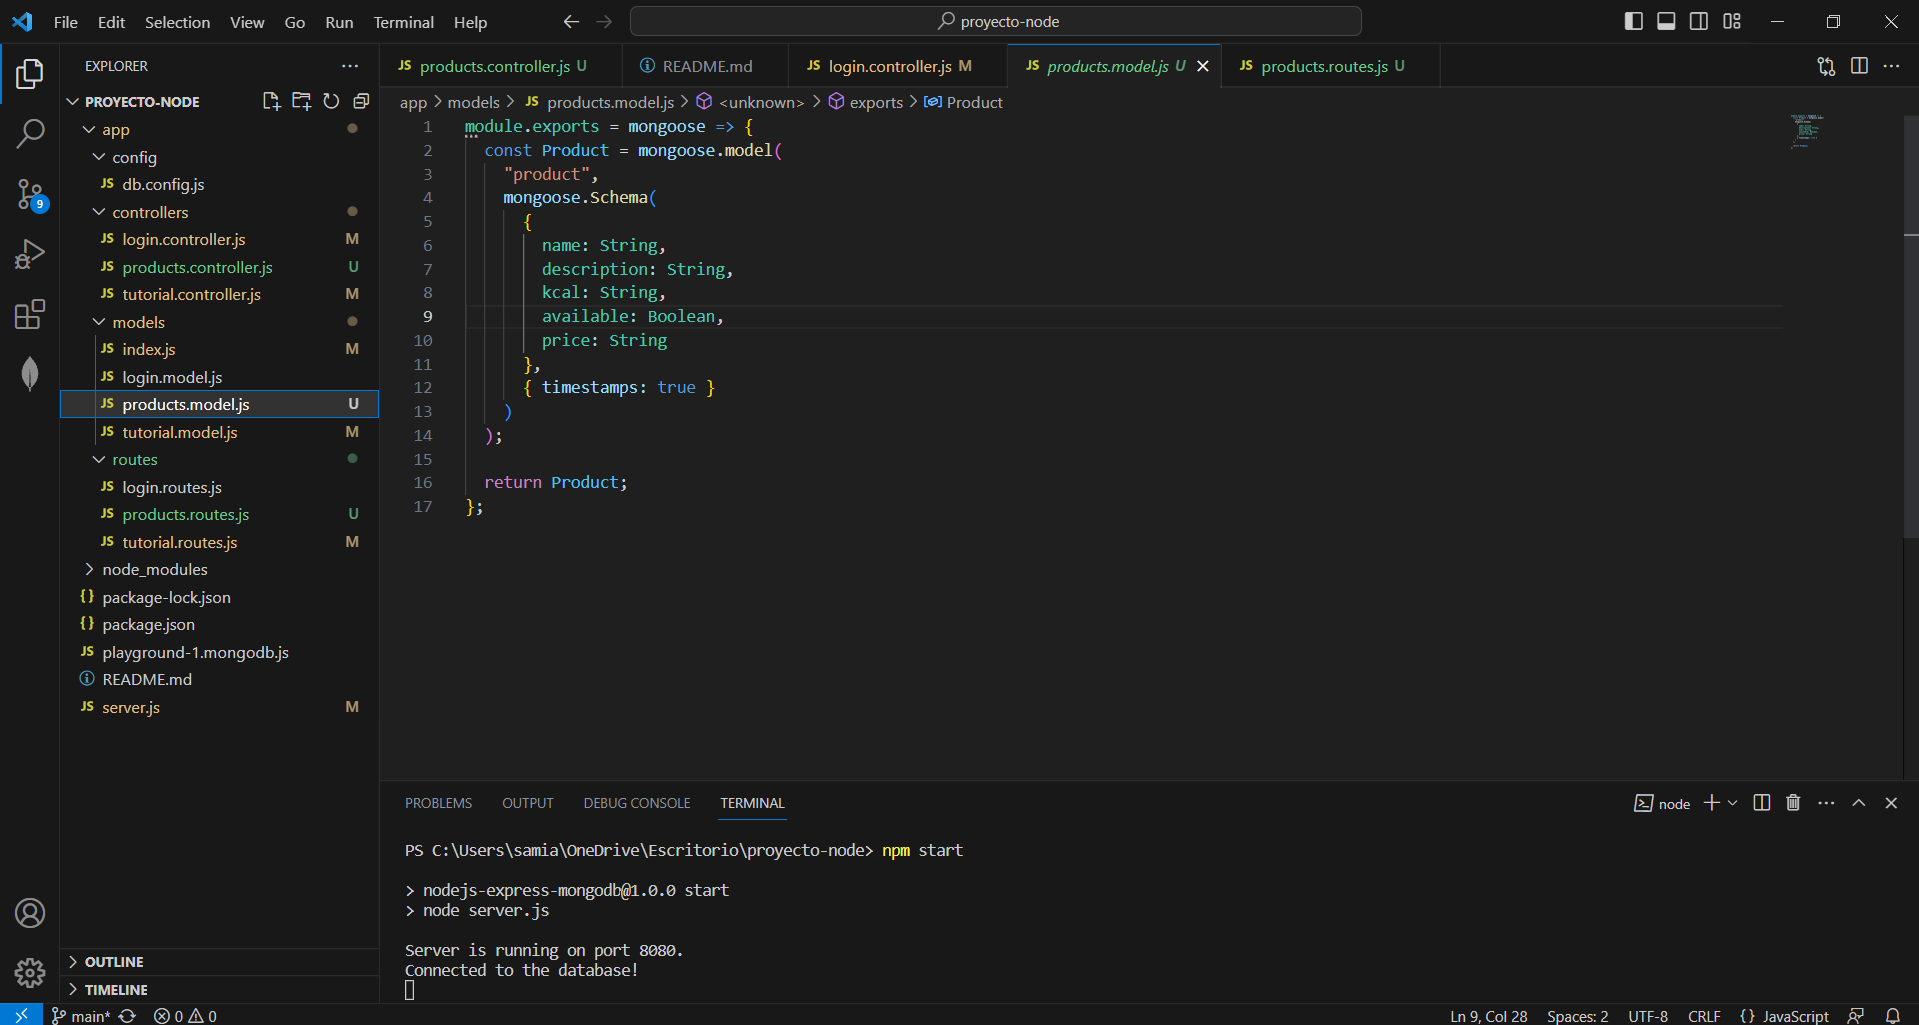 File Edit Selection View Go Run Terminal Help
proyecto-node
EXPLORER
PROYECTO-NODE
app
config
JS db.config.js
controllers
JS login.controller.js M
JS products.controller.js U
JS tutorial.controller.js M
models
JS index.js M
JS login.model.js
JS products.model.js U
JS tutorial.model.js M
routes
JS login.routes.js
JS products.routes.js U
JS tutorial.routes.js M
node_modules
{} package-lock.json
{} package.json
JS playground-1.mongodb.js
README.md
JS server.js M
OUTLINE
TIMELINE
9
JS products.controller.js U
README.md
JS login.controller.js M
JS products.model.js U
JS products.routes.js U
app > models > JS products.model.js > <unknown> > exports > Product
1 module.exports = mongoose => {
2 const Product = mongoose.model(
3 "product",
4 mongoose.Schema(
5 {
6 name: String,
7 description: String,
8 kcal: String,
9 available: Boolean,
10 price: String
11 },
12 { timestamps: true }
13 )
14 );
15
16 return Product;
17 };
PROBLEMS OUTPUT DEBUG CONSOLE TERMINAL
node
PS C:\Users\samia\OneDrive\Escritorio\proyecto-node> npm start
> nodejs-express-mongodb@1.0.0 start
> node server.js
Server is running on port 8080.
Connected to the database!
main* 0 0
Ln 9, Col 28 Spaces: 2 UTF-8 CRLF {} JavaScript